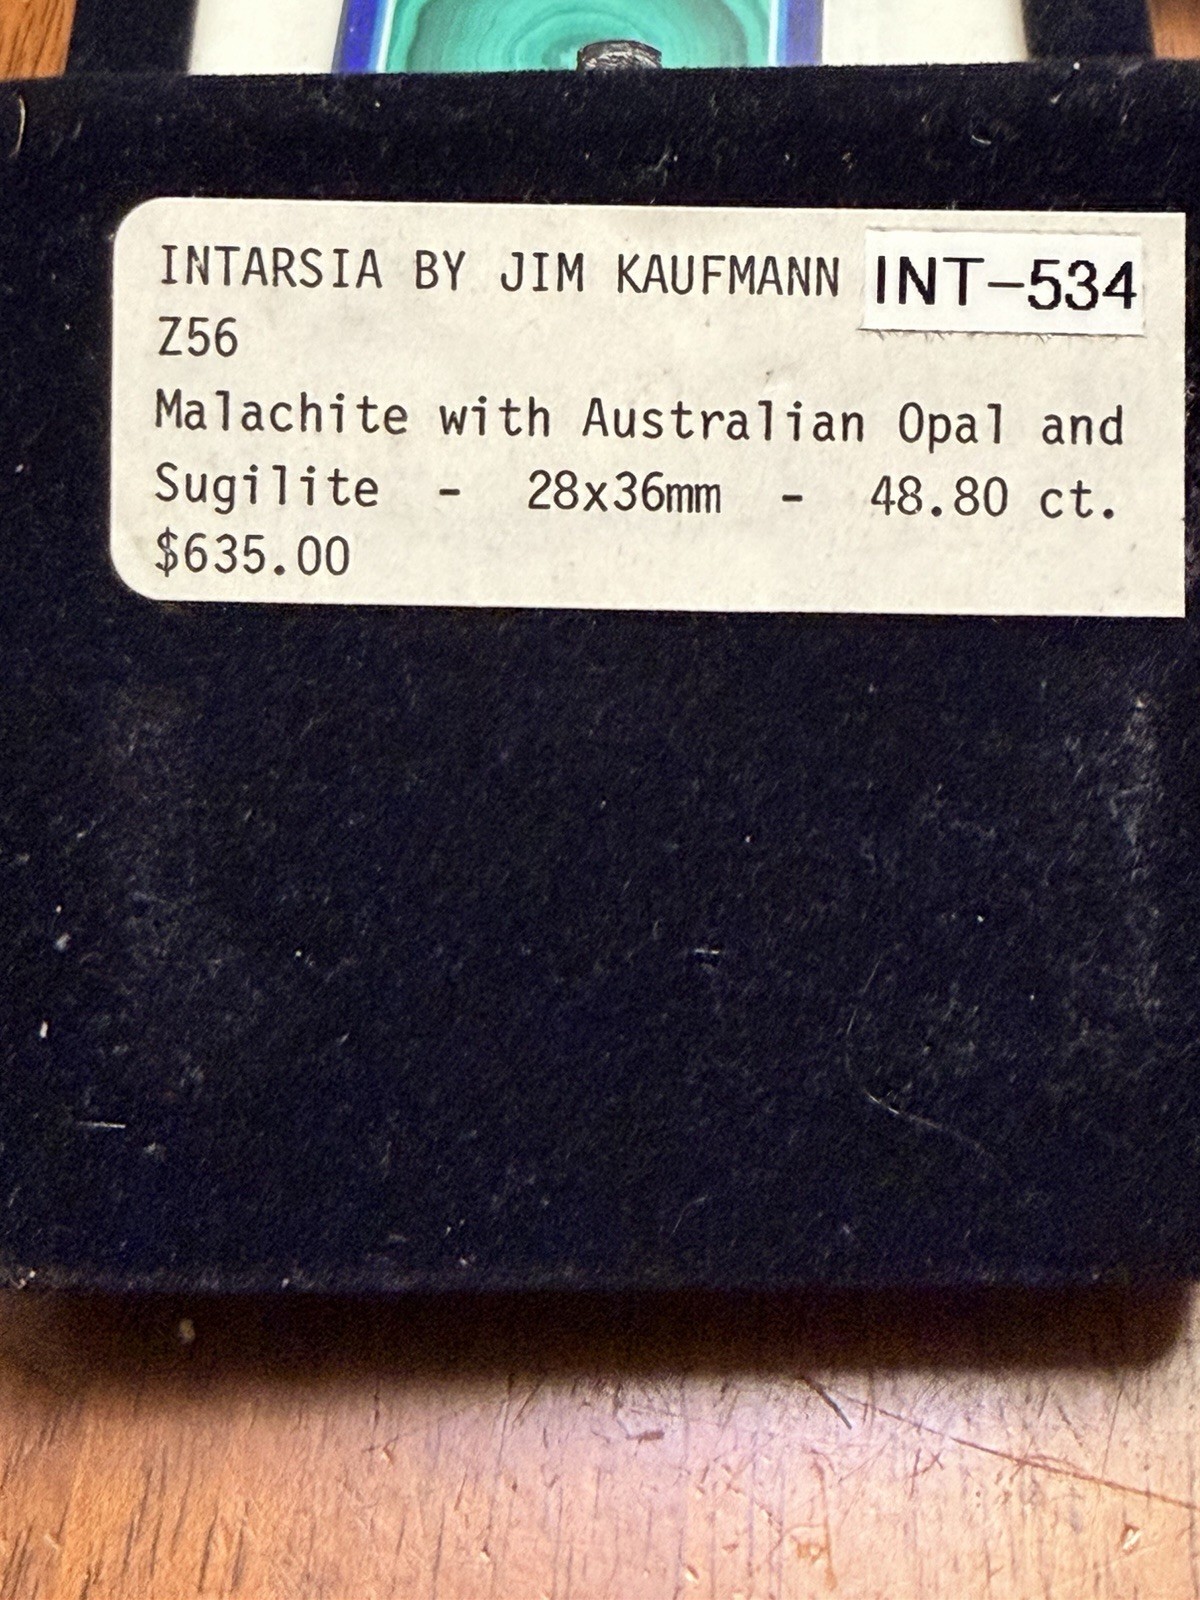 INTARSIA BY JIM KAUFMANN INT-534
Z56
Malachite with Australian Opal and
Sugilite - 28x36mm - 48.80 ct.
$635.00